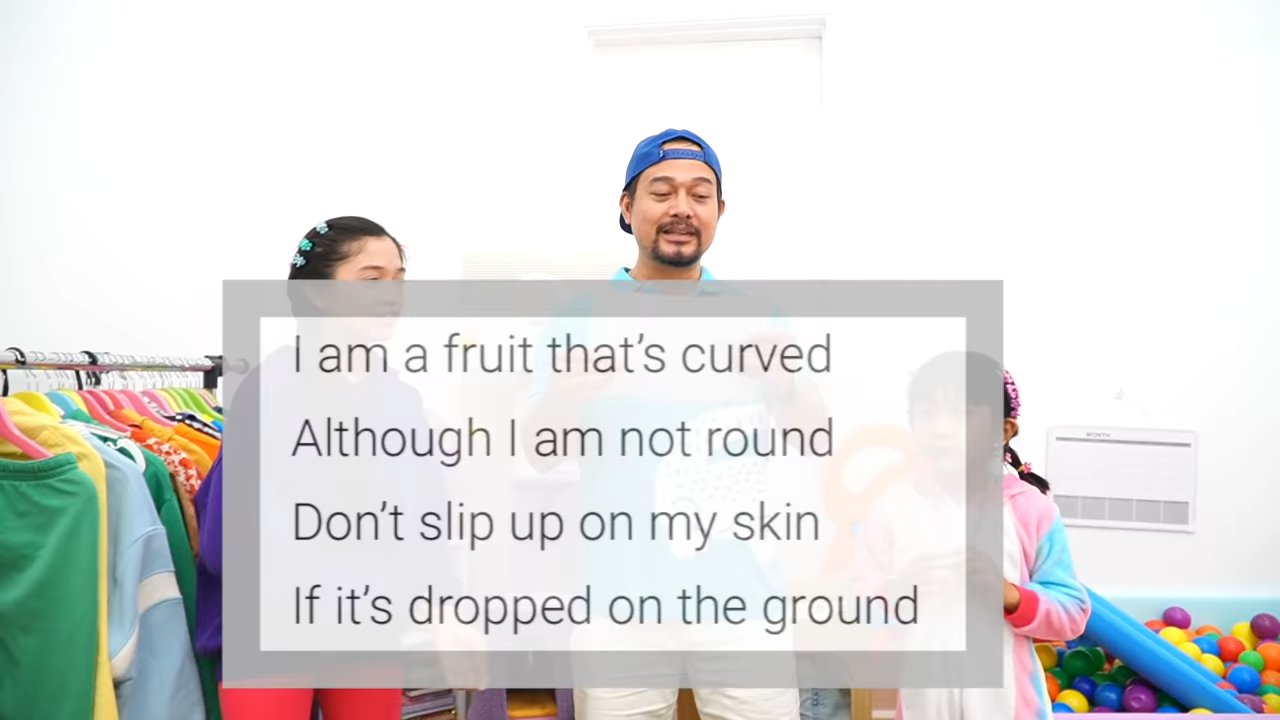 MONTH
I am a fruit that's curved
Although I am not round
Don't slip up on my skin
If it's dropped on the ground